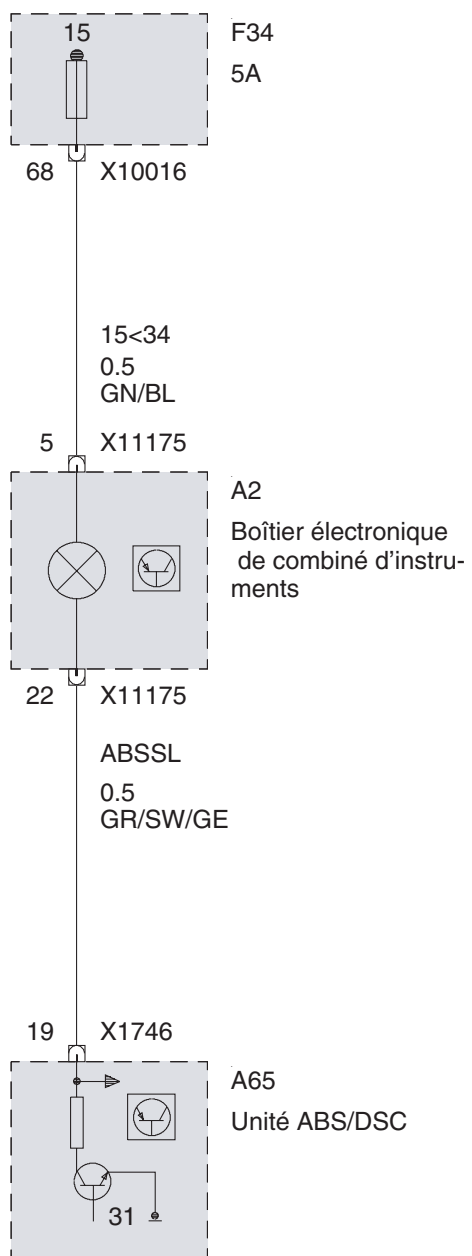 15 F34
5A
68 X10016
15<34
0.5
GN/BL
5 X11175
A2
Boîtier électronique
de combiné d'instru-
ments
22 X11175
ABSSL
0.5
GR/SW/GE
19 X1746
A65
Unité ABS/DSC
31